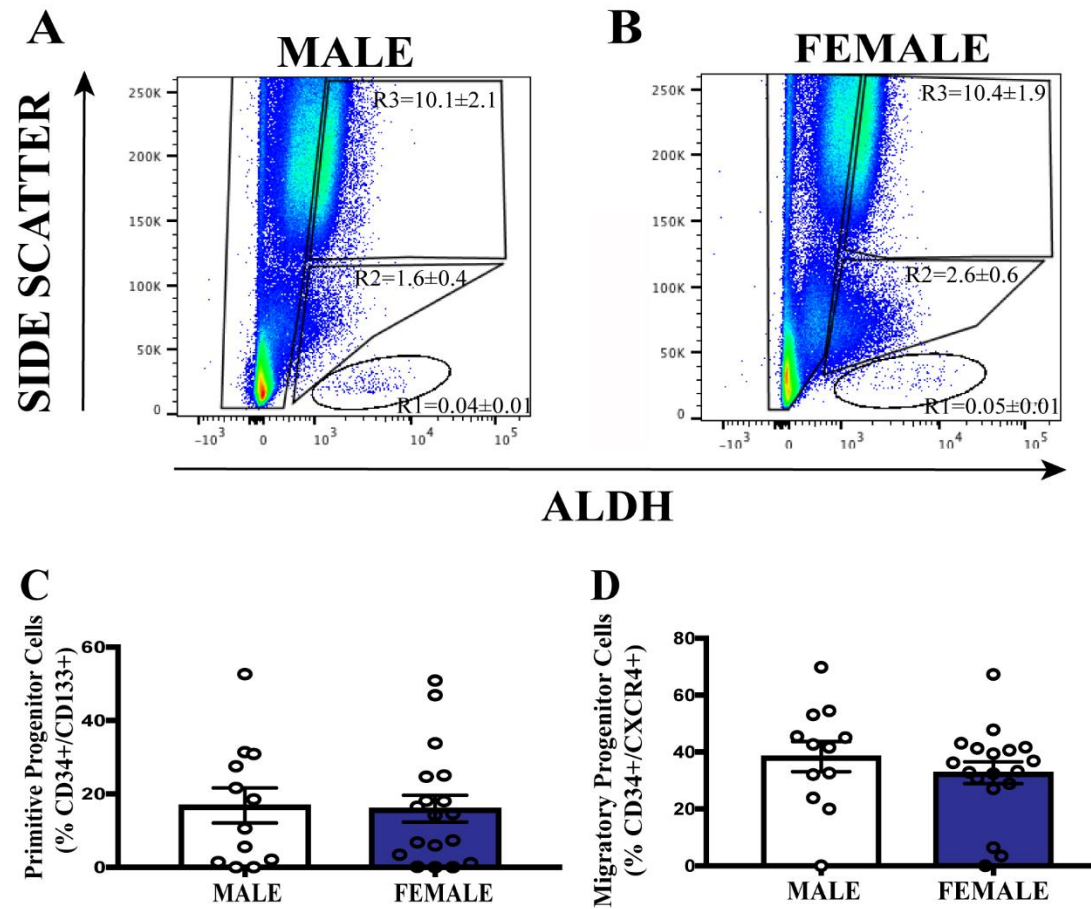 A
MALE
B
FEMALE
SIDE SCATTER
250K
200K
150K
100K
50K
0
R3=10.1±2.1
R2=1.6±0.4
R1=0.04±0.01
-10³ 0 10³ 10⁴ 10⁵
250K
200K
150K
100K
50K
0
R3=10.4±1.9
R2=2.6±0.6
R1=0.05±0.01
-10³ 0 10³ 10⁴ 10⁵
ALDH
C
Primitive Progenitor Cells
(% CD34+/CD133+)
60
40
20
0
MALE FEMALE
D
Migratory Progenitor Cells
(% CD34+/CXCR4+)
80
60
40
20
0
MALE FEMALE